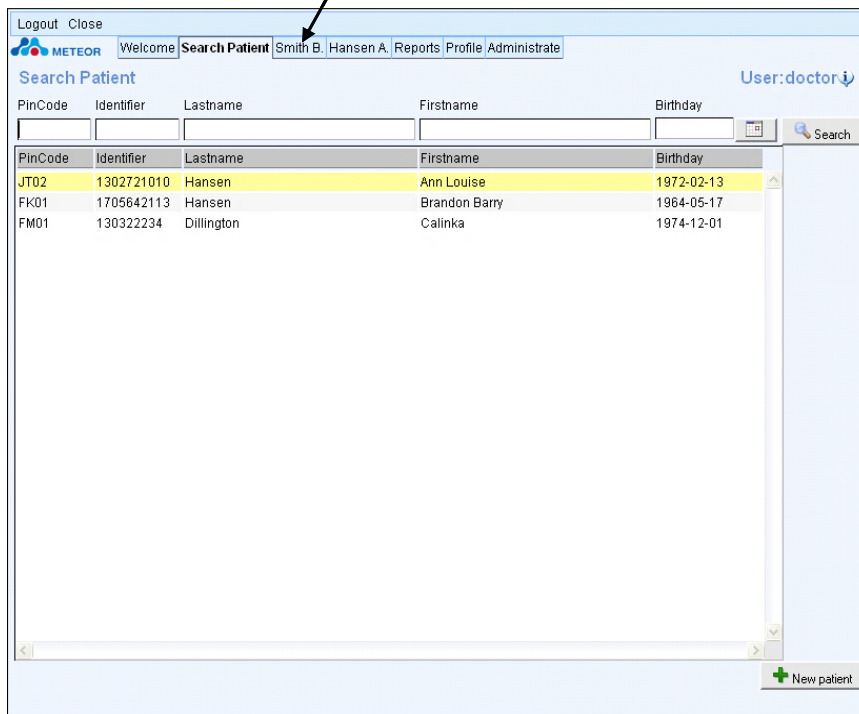 Logout Close
METEOR Welcome Search Patient Smith B. Hansen A. Reports Profile Administrate
Search Patient User:doctor
PinCode Identifier Lastname Firstname Birthday
Search
PinCode Identifier Lastname Firstname Birthday
JT02 1302721010 Hansen Ann Louise 1972-02-13
FK01 1705642113 Hansen Brandon Barry 1964-05-17
FM01 130322234 Dillington Calinka 1974-12-01
New patient